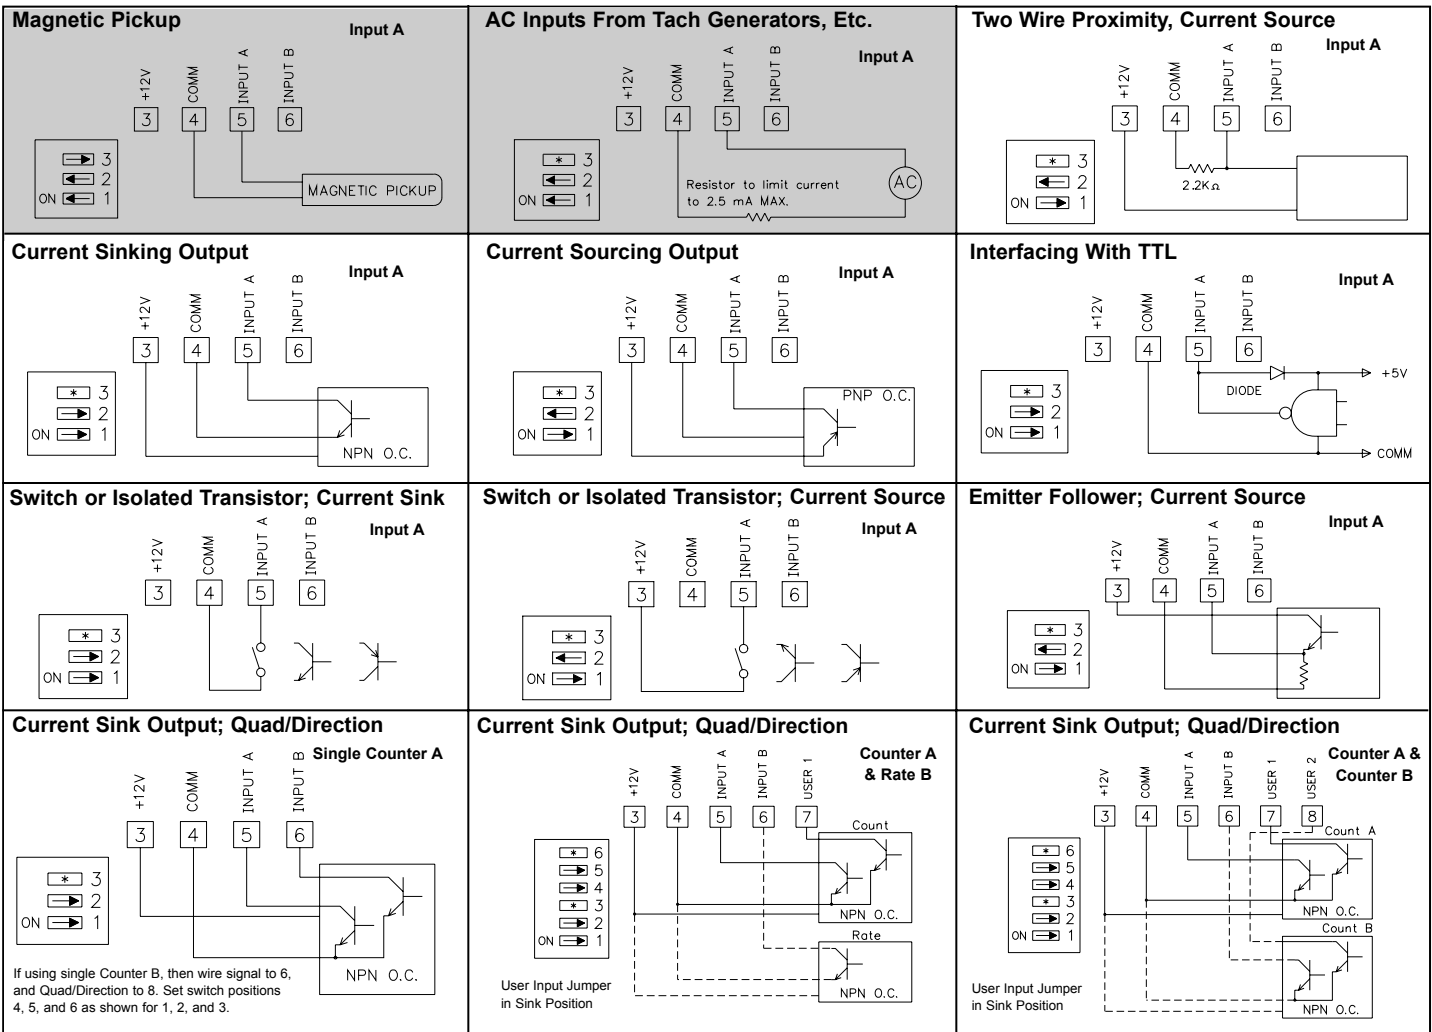 Magnetic Pickup
Input A
+12V
COMM
INPUT A
INPUT B
3 4 5 6
3
2
ON 1
MAGNETIC PICKUP
AC Inputs From Tach Generators, Etc.
Input A
+12V
COMM
INPUT A
INPUT B
3 4 5 6
* 3
2
ON 1
Resistor to limit current
to 2.5 mA MAX.
AC
Two Wire Proximity, Current Source
Input A
+12V
COMM
INPUT A
INPUT B
3 4 5 6
* 3
2
ON 1
2.2KΩ
Current Sinking Output
Input A
+12V
COMM
INPUT A
INPUT B
3 4 5 6
* 3
2
ON 1
NPN O.C.
Current Sourcing Output
Input A
+12V
COMM
INPUT A
INPUT B
3 4 5 6
* 3
2
ON 1
PNP O.C.
Interfacing With TTL
Input A
+12V
COMM
INPUT A
INPUT B
3 4 5 6
* 3
2
ON 1
DIODE
+5V
COMM
Switch or Isolated Transistor; Current Sink
Input A
+12V
COMM
INPUT A
INPUT B
3 4 5 6
* 3
2
ON 1
Switch or Isolated Transistor; Current Source
Input A
+12V
COMM
INPUT A
INPUT B
3 4 5 6
* 3
2
ON 1
Emitter Follower; Current Source
Input A
+12V
COMM
INPUT A
INPUT B
3 4 5 6
* 3
2
ON 1
Current Sink Output; Quad/Direction
Single Counter A
+12V
COMM
INPUT A
INPUT B
3 4 5 6
* 3
2
ON 1
NPN O.C.
If using single Counter B, then wire signal to 6,
and Quad/Direction to 8. Set switch positions
4, 5, and 6 as shown for 1, 2, and 3.
Current Sink Output; Quad/Direction
Counter A
& Rate B
+12V
COMM
INPUT A
INPUT B
USER 1
3 4 5 6 7
Count
* 6
5
4
* 3
2
ON 1
NPN O.C.
Rate
NPN O.C.
User Input Jumper
in Sink Position
Current Sink Output; Quad/Direction
Counter A &
Counter B
+12V
COMM
INPUT A
INPUT B
USER 1
USER 2
3 4 5 6 7 8
Count A
* 6
5
4
* 3
2
ON 1
NPN O.C.
Count B
NPN O.C.
User Input Jumper
in Sink Position